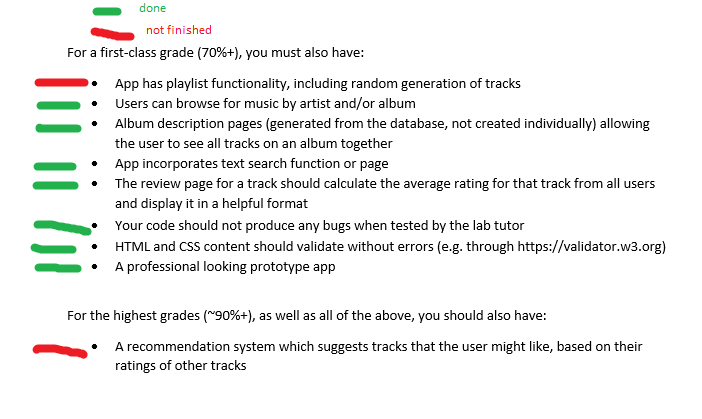 done
not finished
For a first-class grade (70%+), you must also have:
• App has playlist functionality, including random generation of tracks
• Users can browse for music by artist and/or album
• Album description pages (generated from the database, not created individually) allowing
the user to see all tracks on an album together
• App incorporates text search function or page
• The review page for a track should calculate the average rating for that track from all users
and display it in a helpful format
• Your code should not produce any bugs when tested by the lab tutor
• HTML and CSS content should validate without errors (e.g. through https://validator.w3.org)
• A professional looking prototype app
For the highest grades (~90%+), as well as all of the above, you should also have:
• A recommendation system which suggests tracks that the user might like, based on their
ratings of other tracks